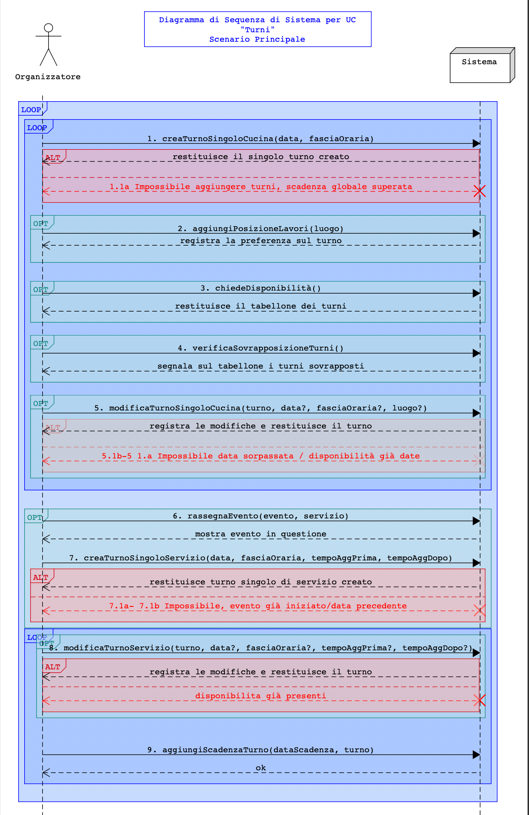 Diagramma di Sequenza di Sistema per UC
"Turni"
Scenario Principale
Organizzatore
Sistema
LOOP
LOOP
1. creaTurnoSingoloCucina(data, fasciaOraria)
ALT
restituisce il singolo turno creato
1.1a Impossibile aggiungere turni, scadenza globale superata
OPT
2. aggiungiPosizioneLavori(luogo)
registra la preferenza sul turno
OPT
3. chiedeDisponibilità()
restituisce il tabellone dei turni
OPT
4. verificaSovrapposizioneTurni()
segnala sul tabellone i turni sovrapposti
OPT
5. modificaTurnoSingoloCucina(turno, data?, fasciaOraria?, luogo?)
ALT
registra le modifiche e restituisce il turno
5.1b-5 1.a Impossibile data sorpassata / disponibilità già date
OPT
6. rassegnaEvento(evento, servizio)
mostra evento in questione
7. creaTurnoSingoloServizio(data, fasciaOraria, tempoAggPrima, tempoAggDopo)
ALT
restituisce turno singolo di servizio creato
7.1a- 7.1b Impossibile, evento già iniziato/data precedente
LOOP
OPT
8. modificaTurnoServizio(turno, data?, fasciaOraria?, tempoAggPrima?, tempoAggDopo?)
ALT
registra le modifiche e restituisce il turno
disponibilita già presenti
9. aggiungiScadenzaTurno(dataScadenza, turno)
ok